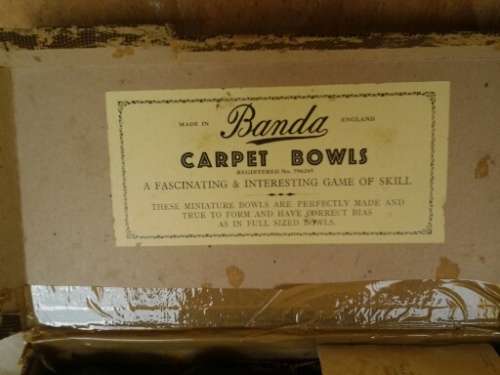 MADE IN Banda ENGLAND
CARPET BOWLS
REGISTERED No. 796269
A FASCINATING & INTERESTING GAME OF SKILL
THESE MINIATURE BOWLS ARE PERFECTLY MADE AND
TRUE TO FORM AND HAVE CORRECT BIAS
AS IN FULL SIZED BOWLS.